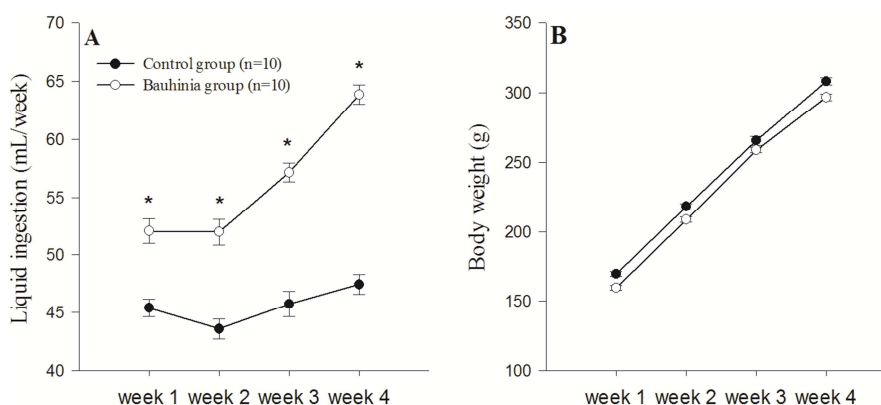 A
Control group (n=10)
Bauhinia group (n=10)
Liquid ingestion (mL/week)
70
65
60
55
50
45
40
* * * *
week 1 week 2 week 3 week 4
B
Body weight (g)
350
300
250
200
150
100
week 1 week 2 week 3 week 4